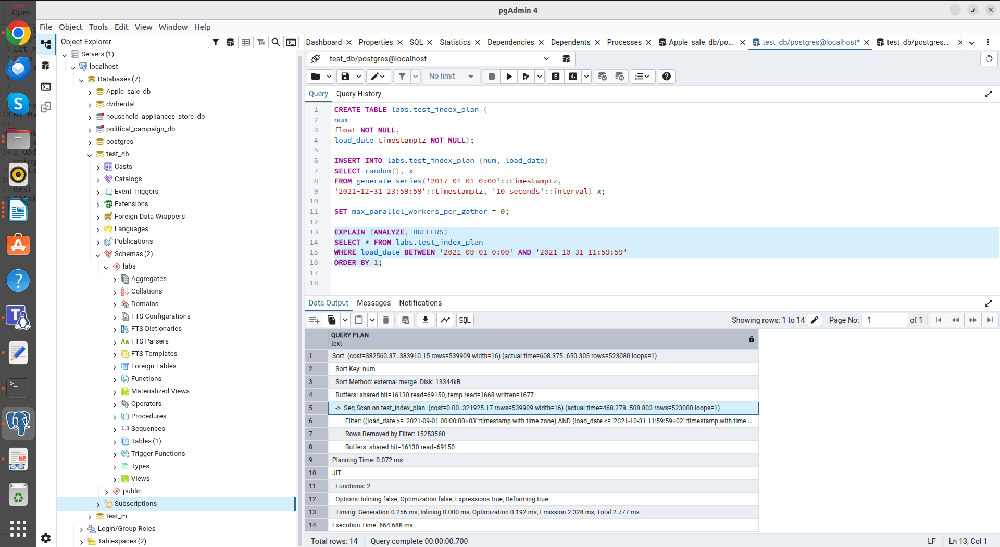 pgAdmin 4
Open
File Object Tools Edit View Window Help
Object Explorer
Servers (1)
localhost
Databases (7)
Apple_sale_db
dvdrental
household_appliances_store_db
political_campaign_db
postgres
test_db
Casts
Catalogs
Event Triggers
Extensions
Foreign Data Wrappers
Languages
Publications
Schemas (2)
labs
Aggregates
Collations
Domains
FTS Configurations
FTS Dictionaries
Aa FTS Parsers
FTS Templates
Foreign Tables
Functions
Materialized Views
Operators
Procedures
1..3 Sequences
Tables (1)
Trigger Functions
Types
Views
public
Subscriptions
test_m
Login/Group Roles
Tablespaces (2)
Dashboard Properties SQL Statistics Dependencies Dependents Processes Apple_sale_db/po... test_db/postgres@localhost* test_db/postgres...
test_db/postgres@localhost
No limit
Query Query History
1 CREATE TABLE labs.test_index_plan (
2 num
3 float NOT NULL,
4 load_date timestamptz NOT NULL);
5
6 INSERT INTO labs.test_index_plan (num, load_date)
7 SELECT random(), x
8 FROM generate_series('2017-01-01 0:00'::timestamptz,
9 '2021-12-31 23:59:59'::timestamptz, '10 seconds'::interval) x;
10
11 SET max_parallel_workers_per_gather = 0;
12
13 EXPLAIN (ANALYZE, BUFFERS)
14 SELECT * FROM labs.test_index_plan
15 WHERE load_date BETWEEN '2021-09-01 0:00' AND '2021-10-31 11:59:59'
16 ORDER BY 1;
17
18
Data Output Messages Notifications
SQL Showing rows: 1 to 14 Page No: 1 of 1
QUERY PLAN
text
1 Sort (cost=382560.37..383910.15 rows=539909 width=16) (actual time=608.375..650.305 rows=523080 loops=1)
2 Sort Key: num
3 Sort Method: external merge Disk: 13344kB
4 Buffers: shared hit=16130 read=69150, temp read=1668 written=1677
5 -> Seq Scan on test_index_plan (cost=0.00..321925.17 rows=539909 width=16) (actual time=468.278..508.803 rows=523080 loops=1)
6 Filter: ((load_date >= '2021-09-01 00:00:00+03'::timestamp with time zone) AND (load_date <= '2021-10-31 11:59:59+02'::timestamp with time ...
7 Rows Removed by Filter: 15253560
8 Buffers: shared hit=16130 read=69150
9 Planning Time: 0.072 ms
10 JIT:
11 Functions: 2
12 Options: Inlining false, Optimization false, Expressions true, Deforming true
13 Timing: Generation 0.256 ms, Inlining 0.000 ms, Optimization 0.192 ms, Emission 2.328 ms, Total 2.777 ms
14 Execution Time: 664.688 ms
Total rows: 14 Query complete 00:00:00.700 LF Ln 13, Col 1